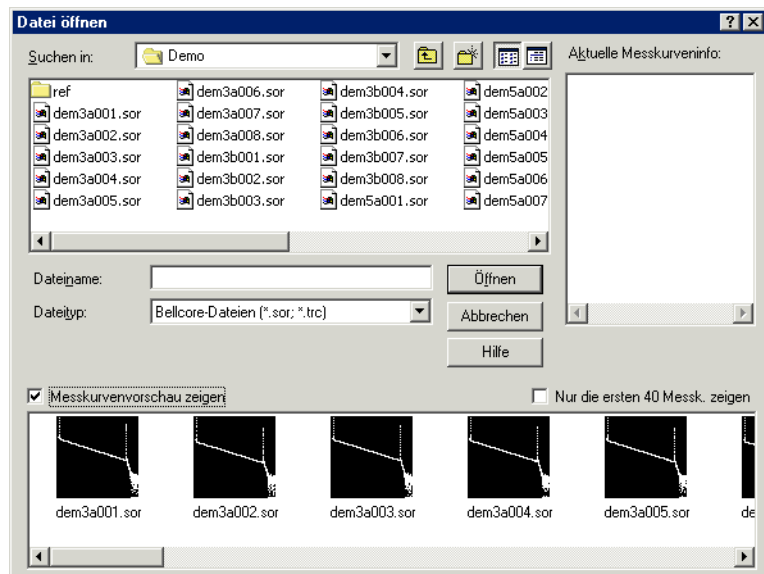 Datei öffnen
Suchen in: Demo
Aktuelle Messkurveninfo:
ref dem3a006.sor dem3b004.sor dem5a002
dem3a001.sor dem3a007.sor dem3b005.sor dem5a003
dem3a002.sor dem3a008.sor dem3b006.sor dem5a004
dem3a003.sor dem3b001.sor dem3b007.sor dem5a005
dem3a004.sor dem3b002.sor dem3b008.sor dem5a006
dem3a005.sor dem3b003.sor dem5a001.sor dem5a007
Dateiname: Öffnen
Dateityp: Bellcore-Dateien (*.sor; *.trc) Abbrechen
Hilfe
Messkurvenvorschau zeigen Nur die ersten 40 Messk. zeigen
dem3a001.sor dem3a002.sor dem3a003.sor dem3a004.sor dem3a005.sor de